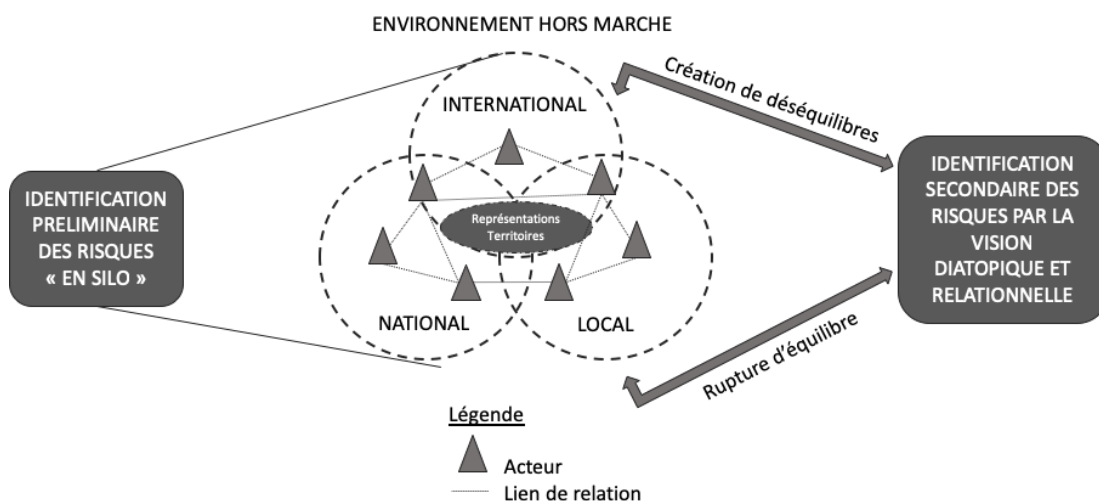 ENVIRONNEMENT HORS MARCHE
INTERNATIONAL
Création de déséquilibres
IDENTIFICATION
PRELIMINAIRE
DES RISQUES
« EN SILO »
Représentations
Territoires
NATIONAL
LOCAL
IDENTIFICATION
SECONDAIRE DES
RISQUES PAR LA
VISION
DIATOPIQUE ET
RELATIONNELLE
Rupture d'équilibre
Légende
Acteur
Lien de relation